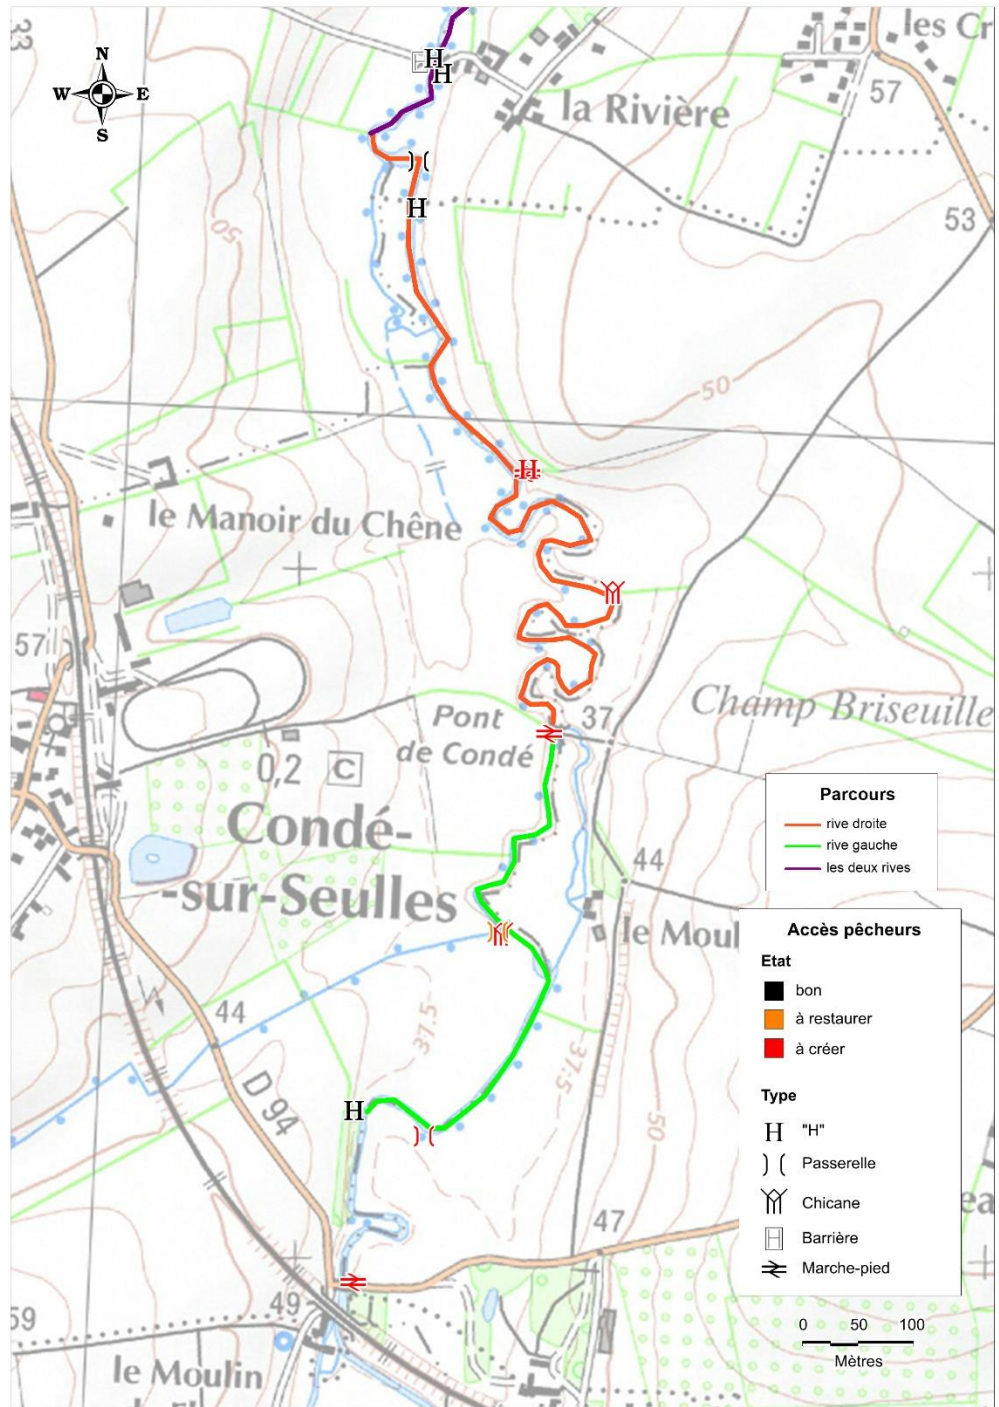 33
les Cr
N
W E
S
57
la Rivière
53
50
50
le Manoir du Chêne
57
37
Champ Briseuille
Pont
de Condé
0,2
C
Condé-
-sur-Seulles
44
le Moul
44
37.5
37.5
D 94
50
47
49
59
le Moulin
Parcours
rive droite
rive gauche
les deux rives
Accès pêcheurs
Etat
bon
à restaurer
à créer
Type
H "H"
Passerelle
Chicane
Barrière
Marche-pied
0 50 100
Mètres
H
H
H
H
H
ea